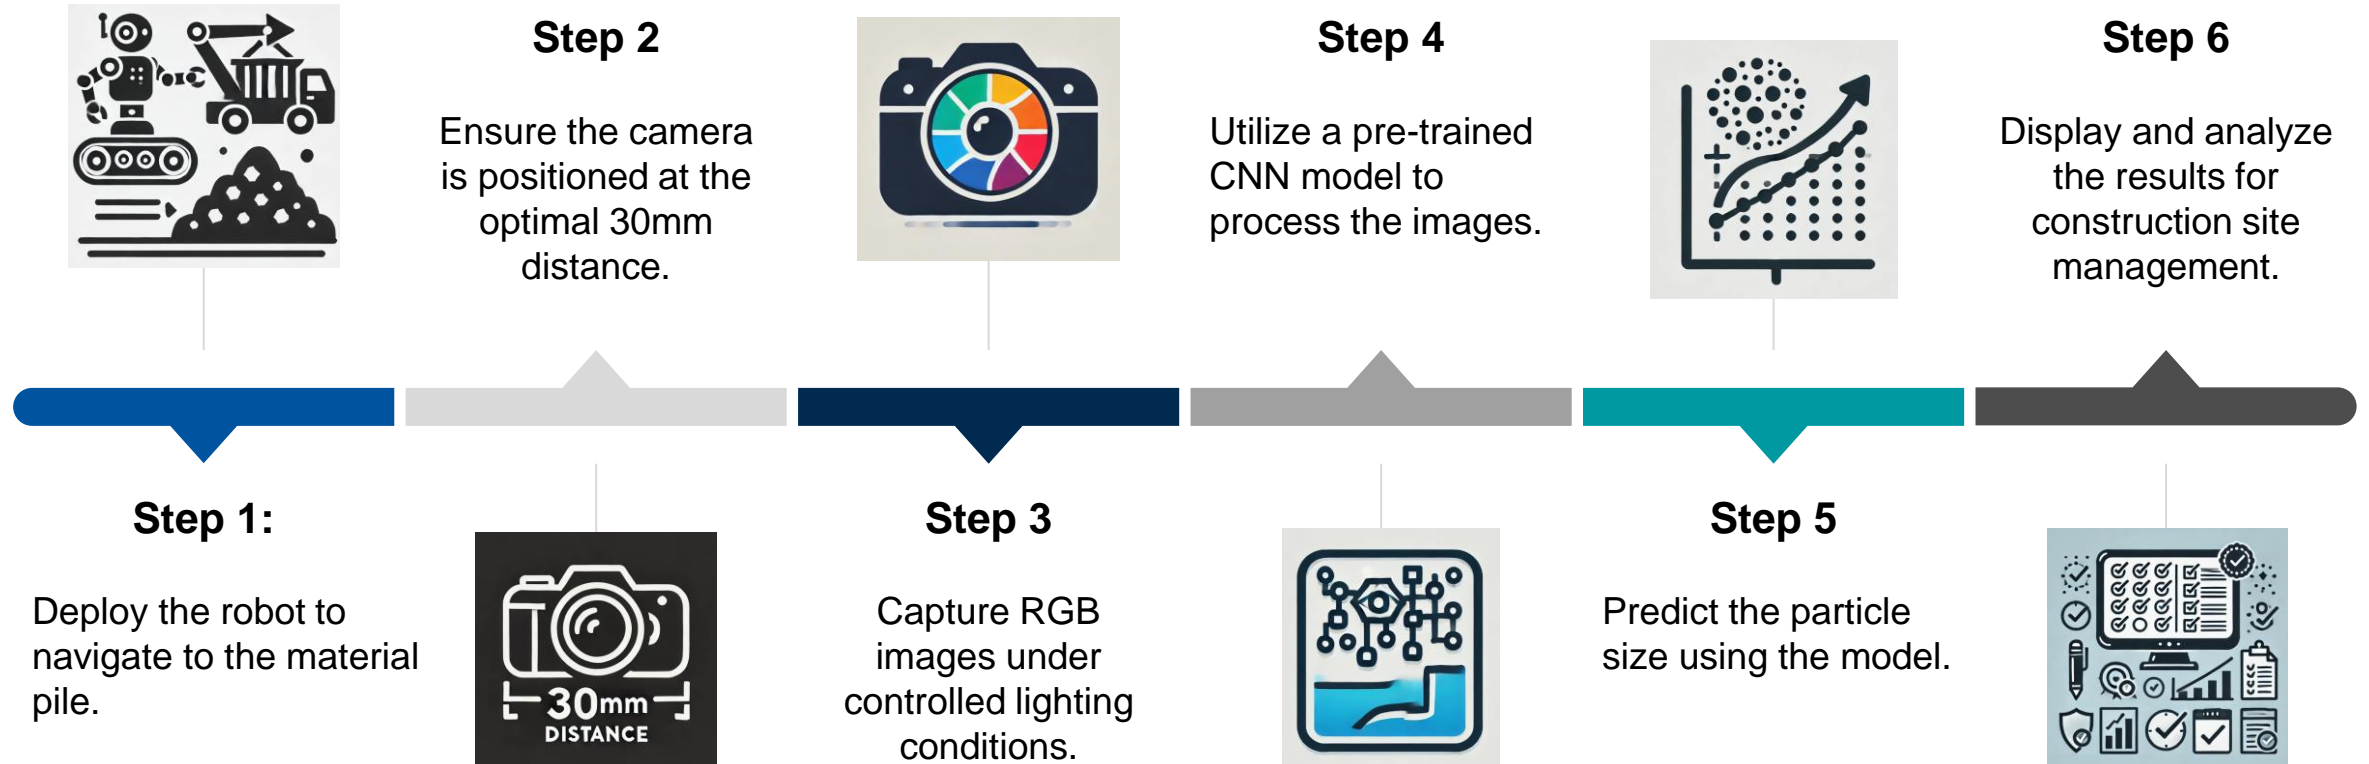 Step 1:
Deploy the robot to
navigate to the material
pile.
Step 2
Ensure the camera
is positioned at the
optimal 30mm
distance.
30mm
DISTANCE
Step 3
Capture RGB
images under
controlled lighting
conditions.
Step 4
Utilize a pre-trained
CNN model to
process the images.
Step 5
Predict the particle
size using the model.
Step 6
Display and analyze
the results for
construction site
management.